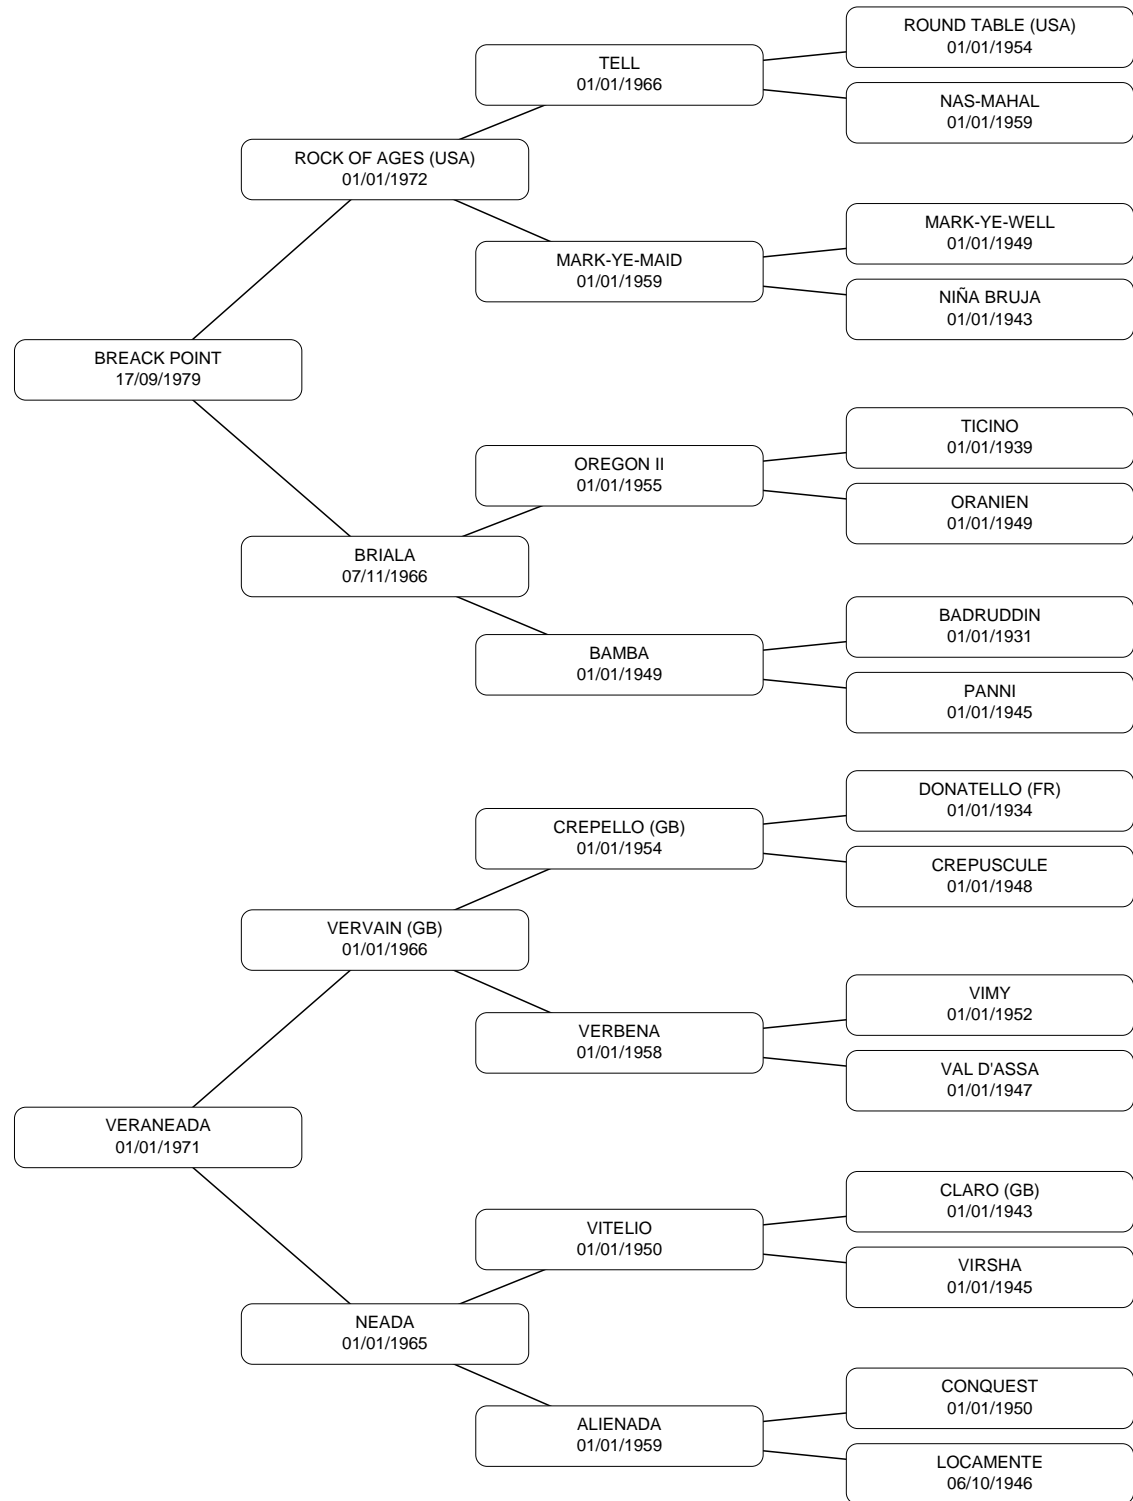 ROUND TABLE (USA)
01/01/1954
TELL
01/01/1966
NAS-MAHAL
01/01/1959
ROCK OF AGES (USA)
01/01/1972
MARK-YE-WELL
01/01/1949
MARK-YE-MAID
01/01/1959
NIÑA BRUJA
01/01/1943
BREACK POINT
17/09/1979
TICINO
01/01/1939
OREGON II
01/01/1955
ORANIEN
01/01/1949
BRIALA
07/11/1966
BADRUDDIN
01/01/1931
BAMBA
01/01/1949
PANNI
01/01/1945
DONATELLO (FR)
01/01/1934
CREPELLO (GB)
01/01/1954
CREPUSCULE
01/01/1948
VERVAIN (GB)
01/01/1966
VIMY
01/01/1952
VERBENA
01/01/1958
VAL D'ASSA
01/01/1947
VERANEADA
01/01/1971
CLARO (GB)
01/01/1943
VITELIO
01/01/1950
VIRSHA
01/01/1945
NEADA
01/01/1965
CONQUEST
01/01/1950
ALIENADA
01/01/1959
LOCAMENTE
06/10/1946